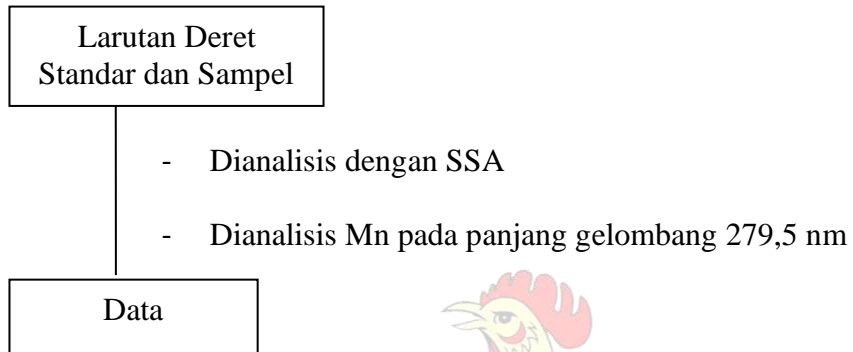 Larutan Deret
Standar dan Sampel
- Dianalisis dengan SSA
- Dianalisis Mn pada panjang gelombang 279,5 nm
Data